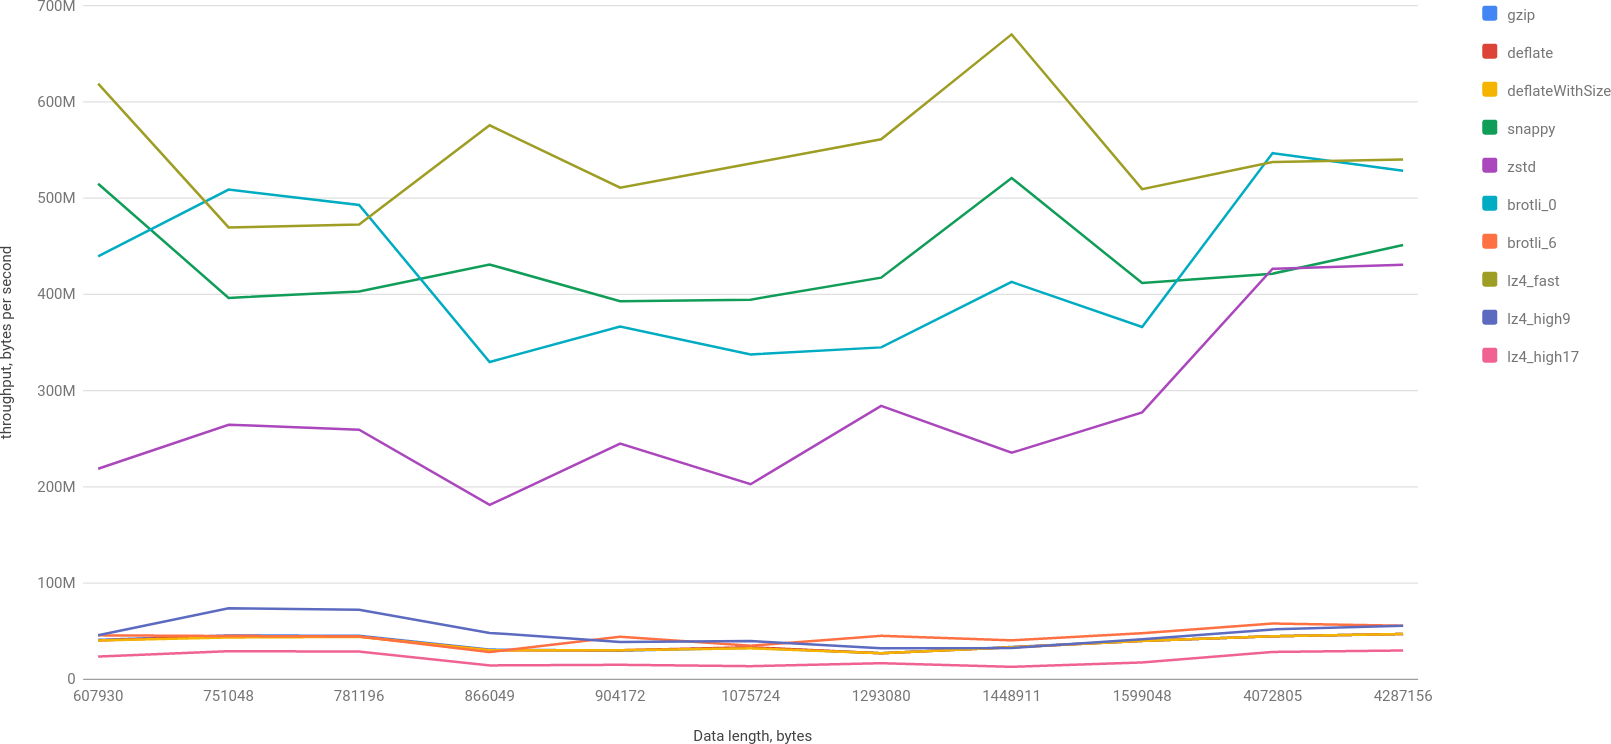 throughput, bytes per second
700M
600M
500M
400M
300M
200M
100M
0
607930 751048 781196 866049 904172 1075724 1293080 1448911 1599048 4072805 4287156
Data length, bytes
gzip
deflate
deflateWithSize
snappy
zstd
brotli_0
brotli_6
lz4_fast
lz4_high9
lz4_high17